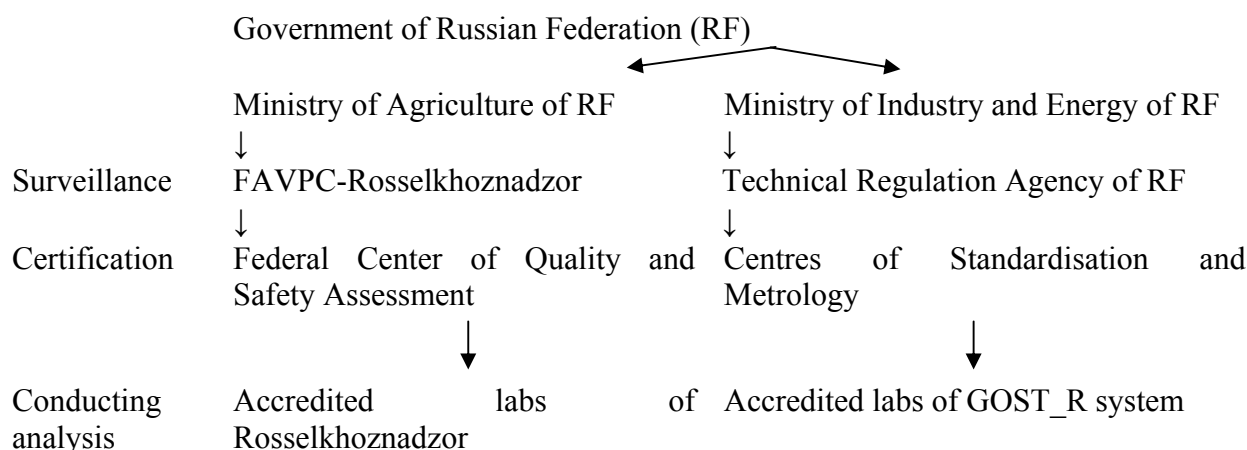 Government of Russian Federation (RF)
Ministry of Agriculture of RF Ministry of Industry and Energy of RF
↓ ↓
Surveillance FAVPC-Rosselkhoznadzor Technical Regulation Agency of RF
↓ ↓
Certification Federal Center of Quality and Centres of Standardisation and
Safety Assessment Metrology
Conducting Accredited labs of Accredited labs of GOST_R system
analysis Rosselkhoznadzor